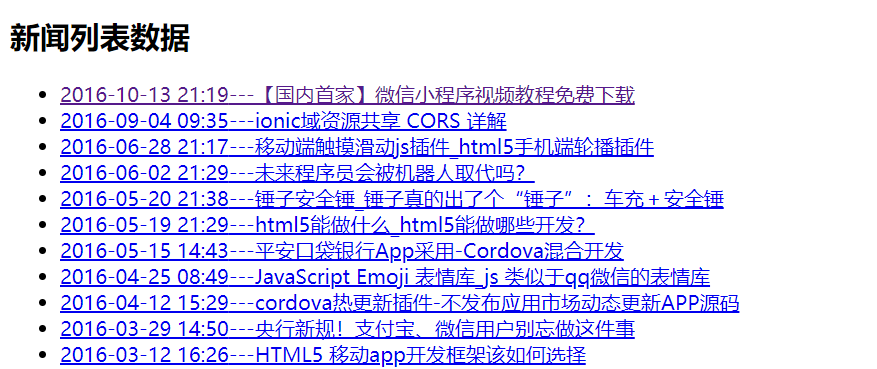 新闻列表数据
2016-10-13 21:19---【国内首家】微信小程序视频教程免费下载
2016-09-04 09:35---ionic域资源共享 CORS 详解
2016-06-28 21:17---移动端触摸滑动js插件_html5手机端轮播插件
2016-06-02 21:29---未来程序员会被机器人取代吗？
2016-05-20 21:38---锤子安全锤_锤子真的出了个“锤子”：车充＋安全锤
2016-05-19 21:29---html5能做什么_html5能做哪些开发？
2016-05-15 14:43---平安口袋银行App采用-Cordova混合开发
2016-04-25 08:49---JavaScript Emoji 表情库_js 类似于qq微信的表情库
2016-04-12 15:29---cordova热更新插件-不发布应用市场动态更新APP源码
2016-03-29 14:50---央行新规！支付宝、微信用户别忘做这件事
2016-03-12 16:26---HTML5 移动app开发框架该如何选择